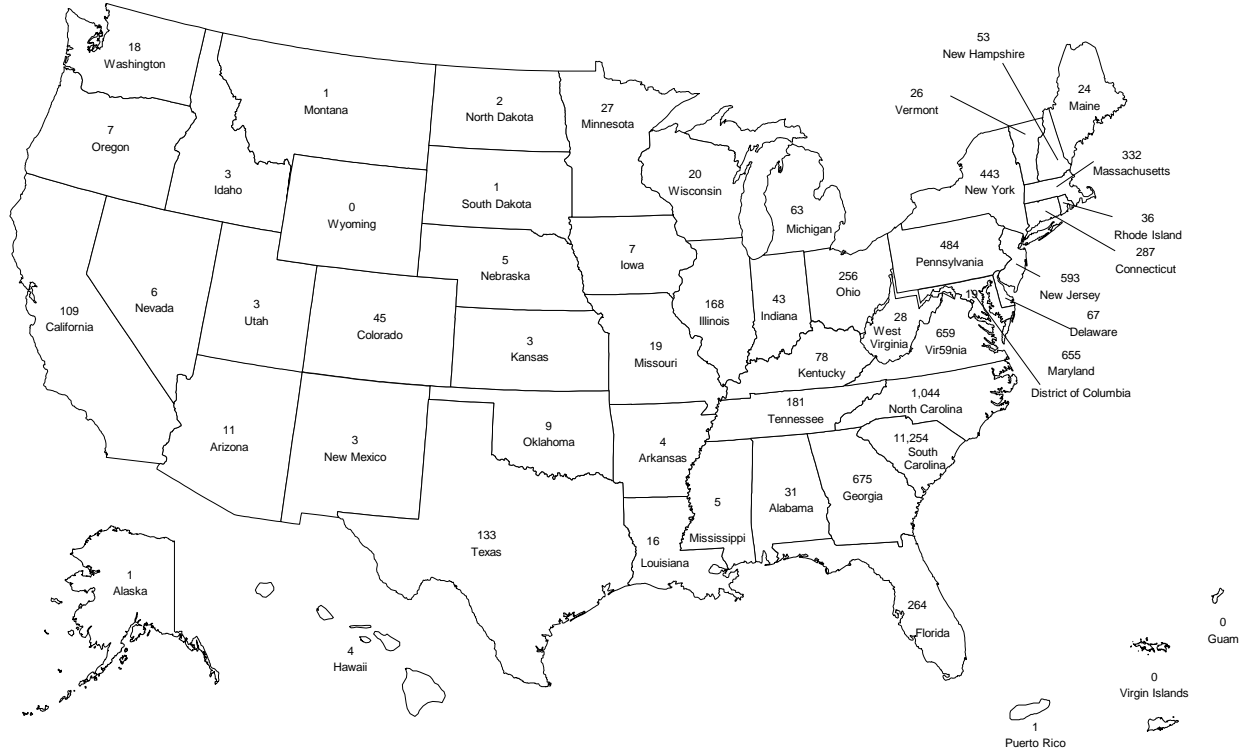 53
New Hampshire
18
Washington
1
Montana
2
North Dakota
27
Minnesota
26
Vermont
24
Maine
7
Oregon
3
Idaho
0
Wyoming
1
South Dakota
20
Wisconsin
63
Michigan
443
New York
332
Massachusetts
36
Rhode Island
287
Connecticut
109
California
6
Nevada
3
Utah
45
Colorado
5
Nebraska
7
Iowa
168
Illinois
43
Indiana
256
Ohio
484
Pennsylvania
593
New Jersey
67
Delaware
19
28
West
Virginia
659
Vir59nia
655
Maryland
District of Columbia
3
Kansas
19
Missouri
78
Kentucky
181
Tennessee
1,044
North Carolina
11
Arizona
3
New Mexico
9
Oklahoma
4
Arkansas
11,254
South
Carolina
133
Texas
16
Louisiana
5
Mississippi
31
Alabama
675
Georgia
264
Florida
1
Alaska
4
Hawaii
0
Guam
0
Virgin Islands
1
Puerto Rico